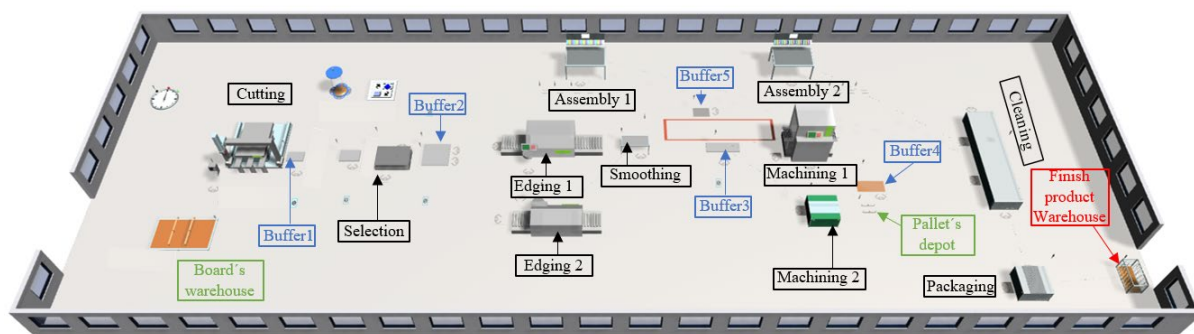 Cutting
Buffer2
Assembly 1
Buffer5
Assembly 2
Cleaning
Edging 1
Smoothing
Buffer3
Machining 1
Buffer4
Finish
product
Warehouse
Buffer1
Selection
Edging 2
Machining 2
Pallet´s
depot
Board´s
warehouse
Packaging